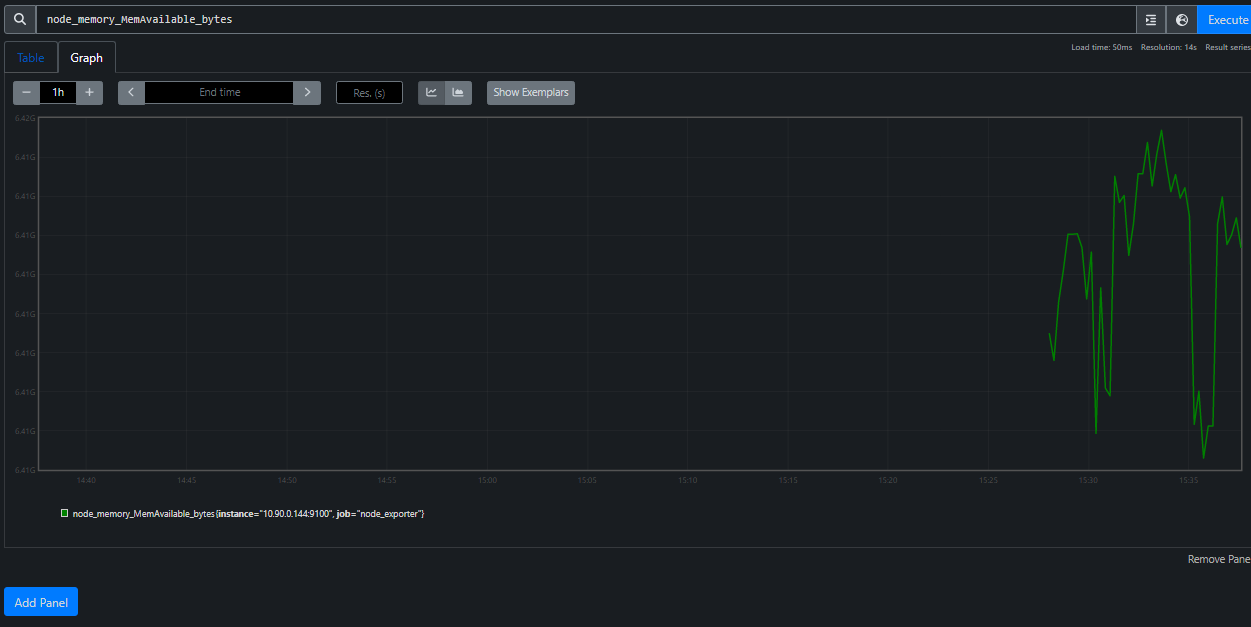 node_memory_MemAvailable_bytes
Execute
Table
Graph
Load time: 50ms Resolution: 14s Result series
− 1h + End time Res. (s) Show Exemplars
6.42G
6.41G
6.41G
6.41G
6.41G
6.41G
6.41G
6.41G
6.41G
6.41G
14:40 14:45 14:50 14:55 15:00 15:05 15:10 15:15 15:20 15:25 15:30 15:35
node_memory_MemAvailable_bytes{instance="10.90.0.144:9100", job="node_exporter"}
Remove Pane
Add Panel